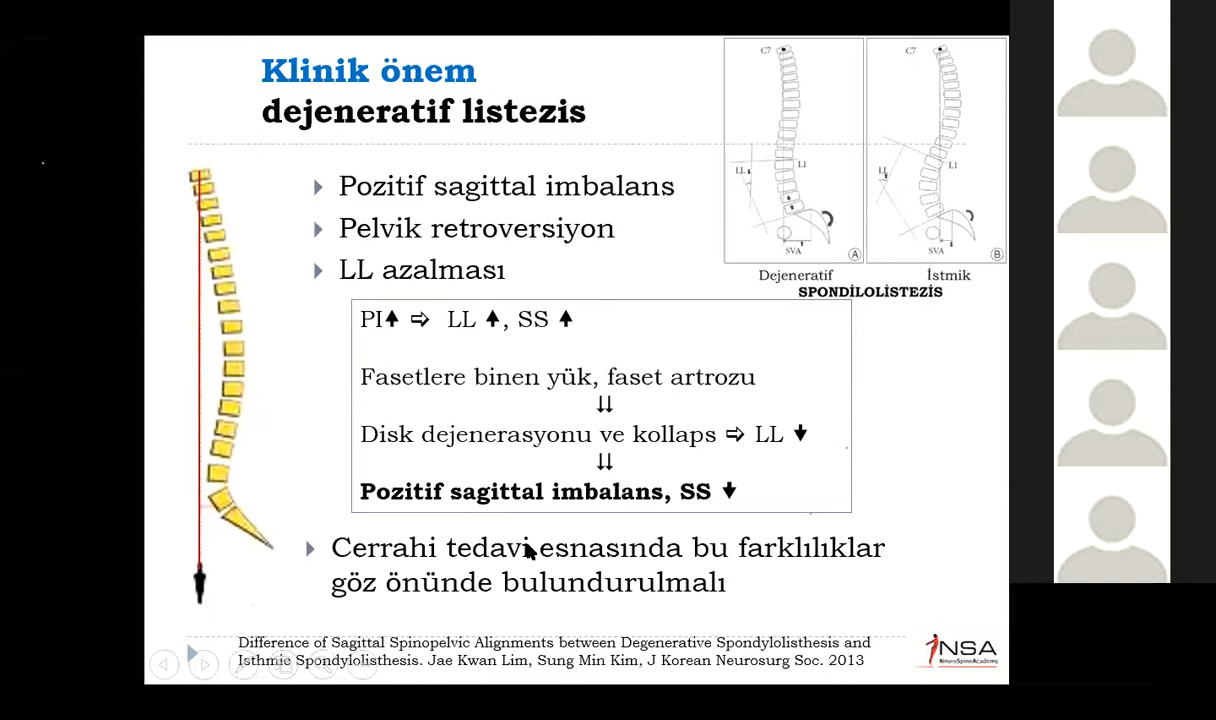 Klinik önem
dejeneratif listezis
Pozitif sagittal imbalans
Pelvik retroversiyon
LL azalması
C7
L1
LL
SVA
A
C7
L1
LL
SVA
B
Dejeneratif
İstmik
SPONDİLOLİSTEZİS
PI⬆ ⇨ LL ⬆, SS ⬆
Fasetlere binen yük, faset artrozu
⇊
Disk dejenerasyonu ve kollaps ⇨ LL ⬇
⇊
Pozitif sagittal imbalans, SS ⬇
Cerrahi tedavi esnasında bu farklılıklar
göz önünde bulundurulmalı
Difference of Sagittal Spinopelvic Alignments between Degenerative Spondylolisthesis and
Isthmic Spondylolisthesis. Jae Kwan Lim, Sung Min Kim, J Korean Neurosurg Soc. 2013
NSA
NeuroSpineAcademy